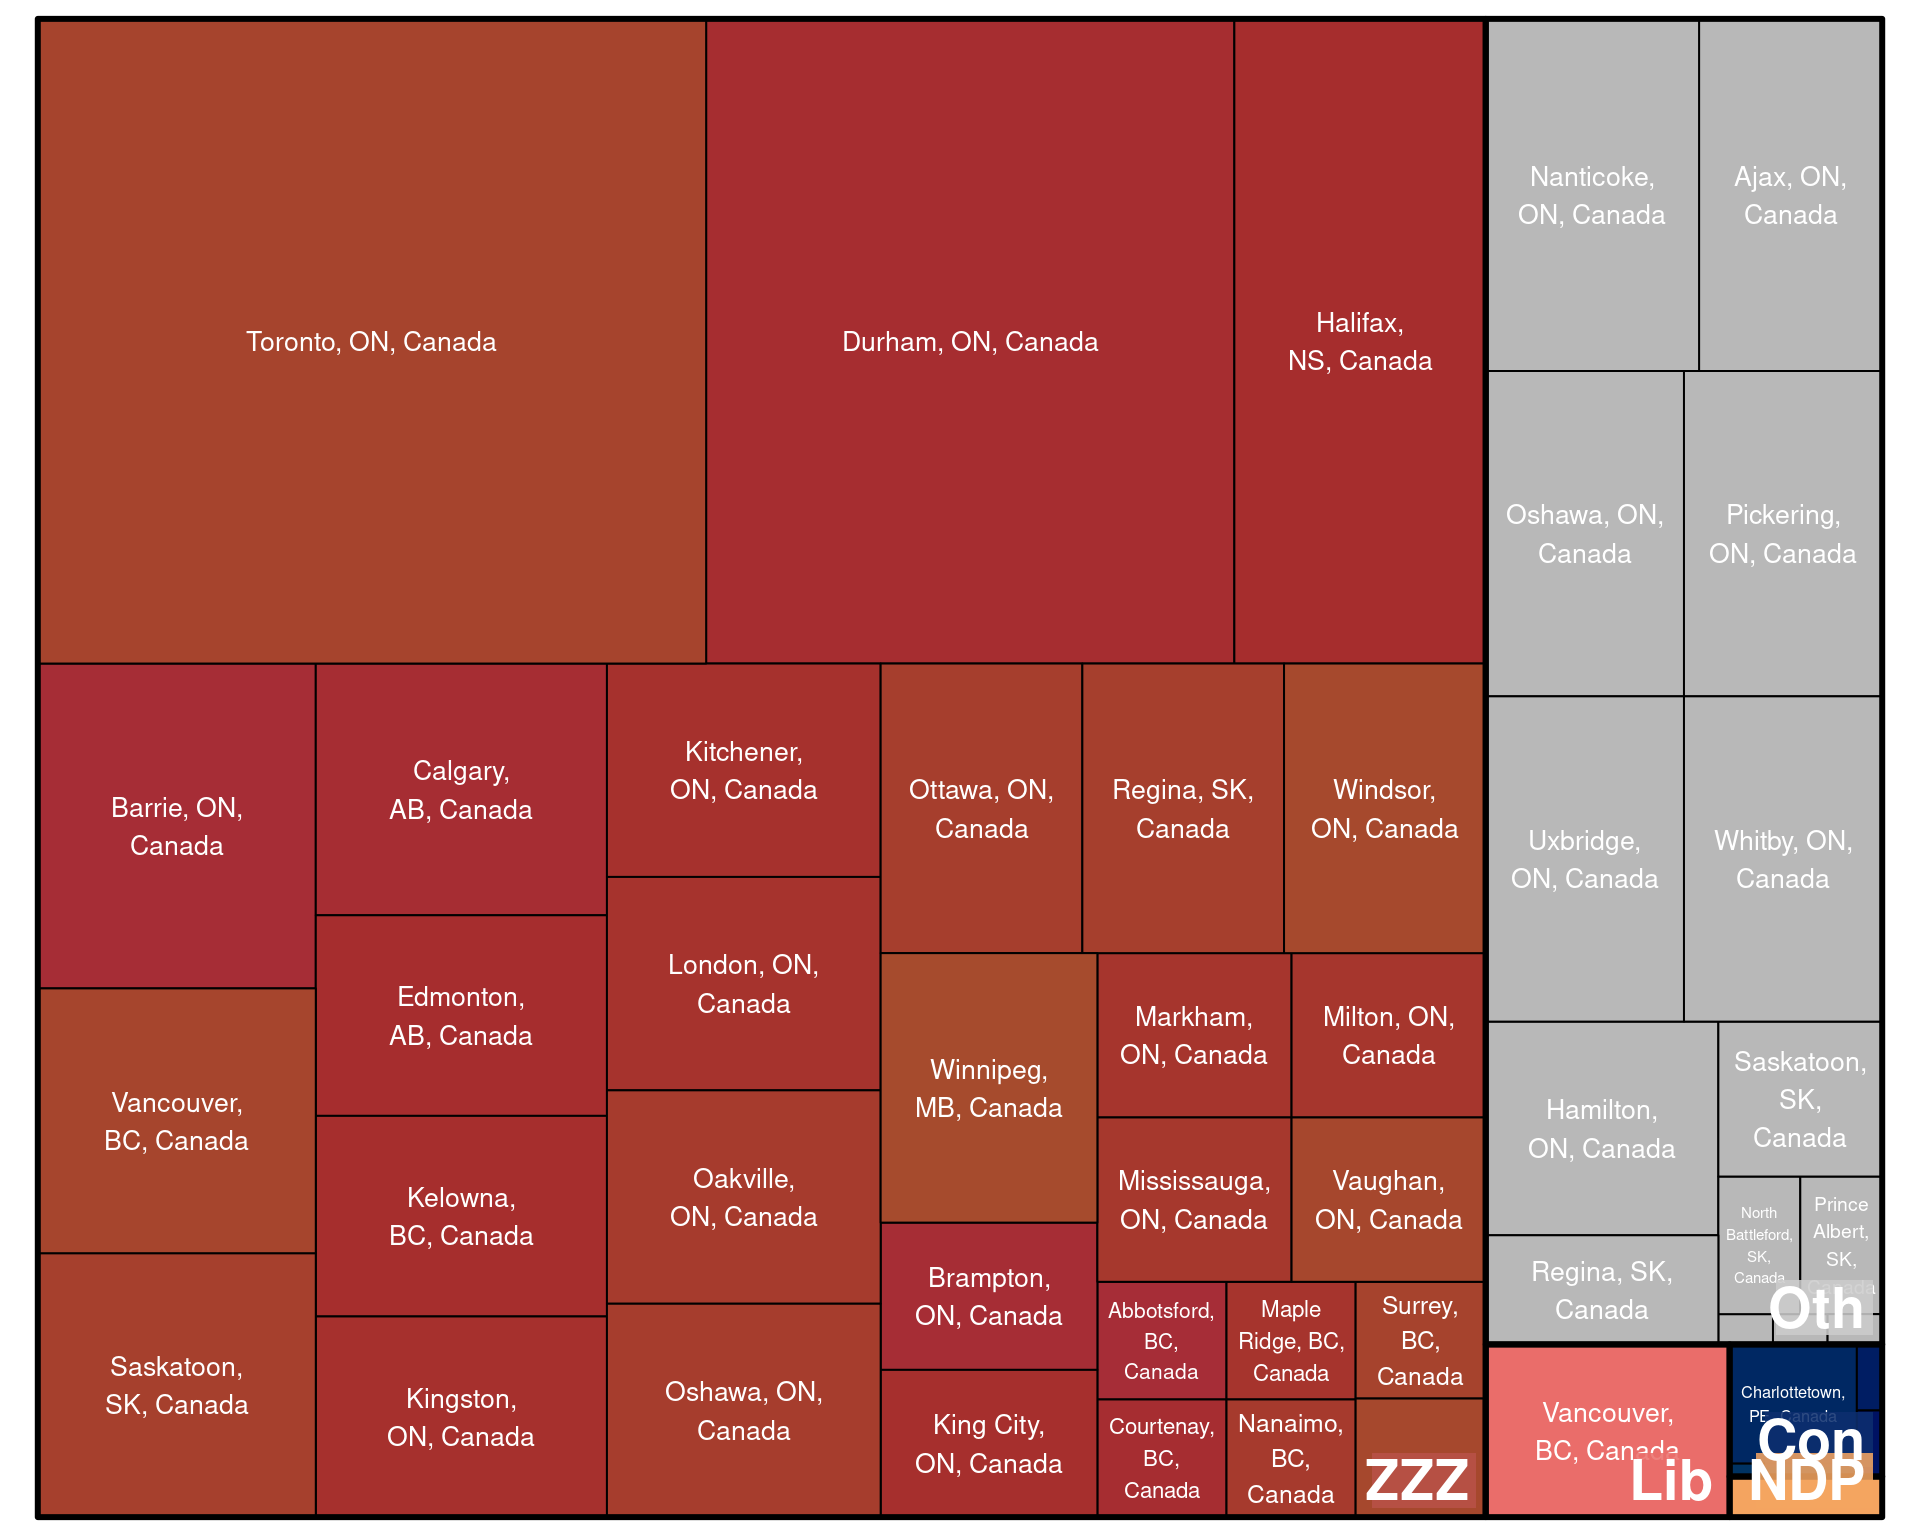 Toronto, ON, Canada
Durham, ON, Canada
Halifax,
NS, Canada
Nanticoke,
ON, Canada
Ajax, ON,
Canada
Oshawa, ON,
Canada
Pickering,
ON, Canada
Barrie, ON,
Canada
Calgary,
AB, Canada
Kitchener,
ON, Canada
Ottawa, ON,
Canada
Regina, SK,
Canada
Windsor,
ON, Canada
Uxbridge,
ON, Canada
Whitby, ON,
Canada
Edmonton,
AB, Canada
London, ON,
Canada
Winnipeg,
MB, Canada
Markham,
ON, Canada
Milton, ON,
Canada
Hamilton,
ON, Canada
Saskatoon,
SK,
Canada
Vancouver,
BC, Canada
Kelowna,
BC, Canada
Oakville,
ON, Canada
Mississauga,
ON, Canada
Vaughan,
ON, Canada
North
Battleford,
SK,
Canada
Prince
Albert,
SK,
Canada
Regina, SK,
Canada
Oth
Brampton,
ON, Canada
Abbotsford,
BC,
Canada
Maple
Ridge, BC,
Canada
Surrey,
BC,
Canada
Saskatoon,
SK, Canada
Kingston,
ON, Canada
Oshawa, ON,
Canada
King City,
ON, Canada
Courtenay,
BC,
Canada
Nanaimo,
BC,
Canada
ZZZ
Vancouver,
BC, Canada
Lib
Charlottetown,
PE, Canada
Con
NDP